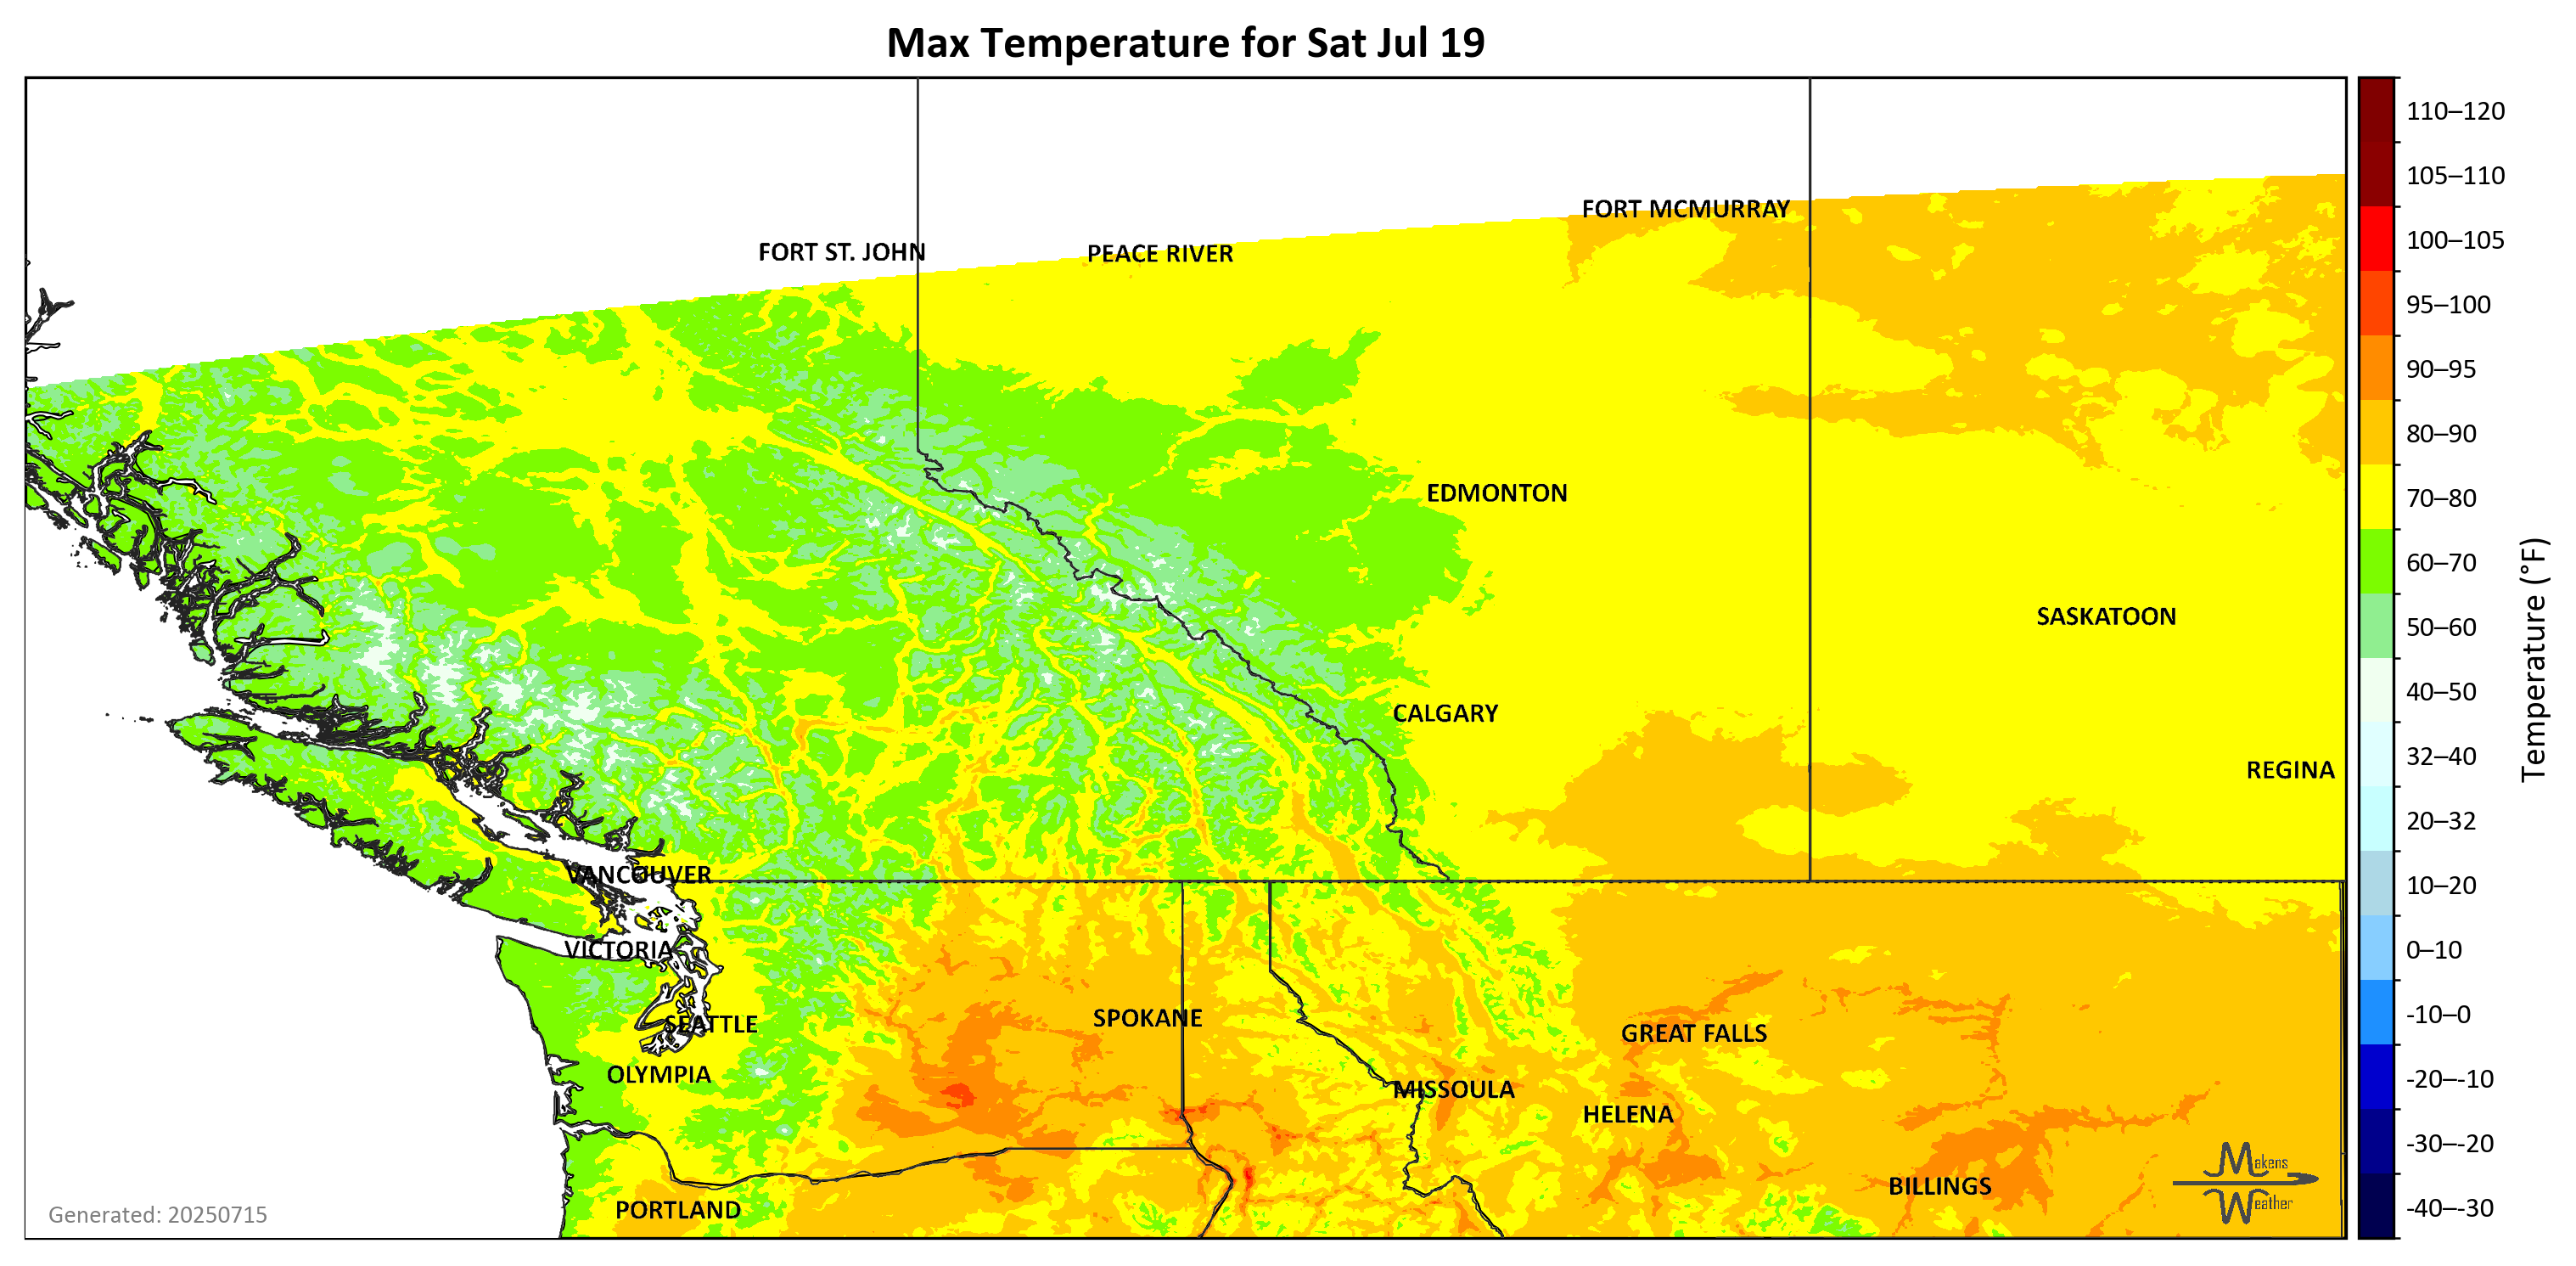 Max Temperature for Sat Jul 19
110–120
105–110
100–105
95–100
90–95
80–90
70–80
60–70
50–60
40–50
32–40
20–32
10–20
0–10
-10–0
-20–-10
-30–-20
-40–-30
Temperature (°F)
FORT MCMURRAY
FORT ST. JOHN
PEACE RIVER
EDMONTON
SASKATOON
CALGARY
REGINA
VANCOUVER
VICTORIA
SEATTLE
SPOKANE
GREAT FALLS
OLYMPIA
MISSOULA
HELENA
BILLINGS
PORTLAND
Makens
Weather
Generated: 20250715